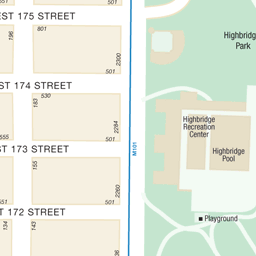 EST 175 STREET
196
801
2300
501
Highbridge
Park
ST 174 STREET
183
530
2284
555
501
Highbridge
Recreation
Center
Highbridge
Pool
M101
ST 173 STREET
155
2260
551
501
T 172 STREET
134
143
Playground